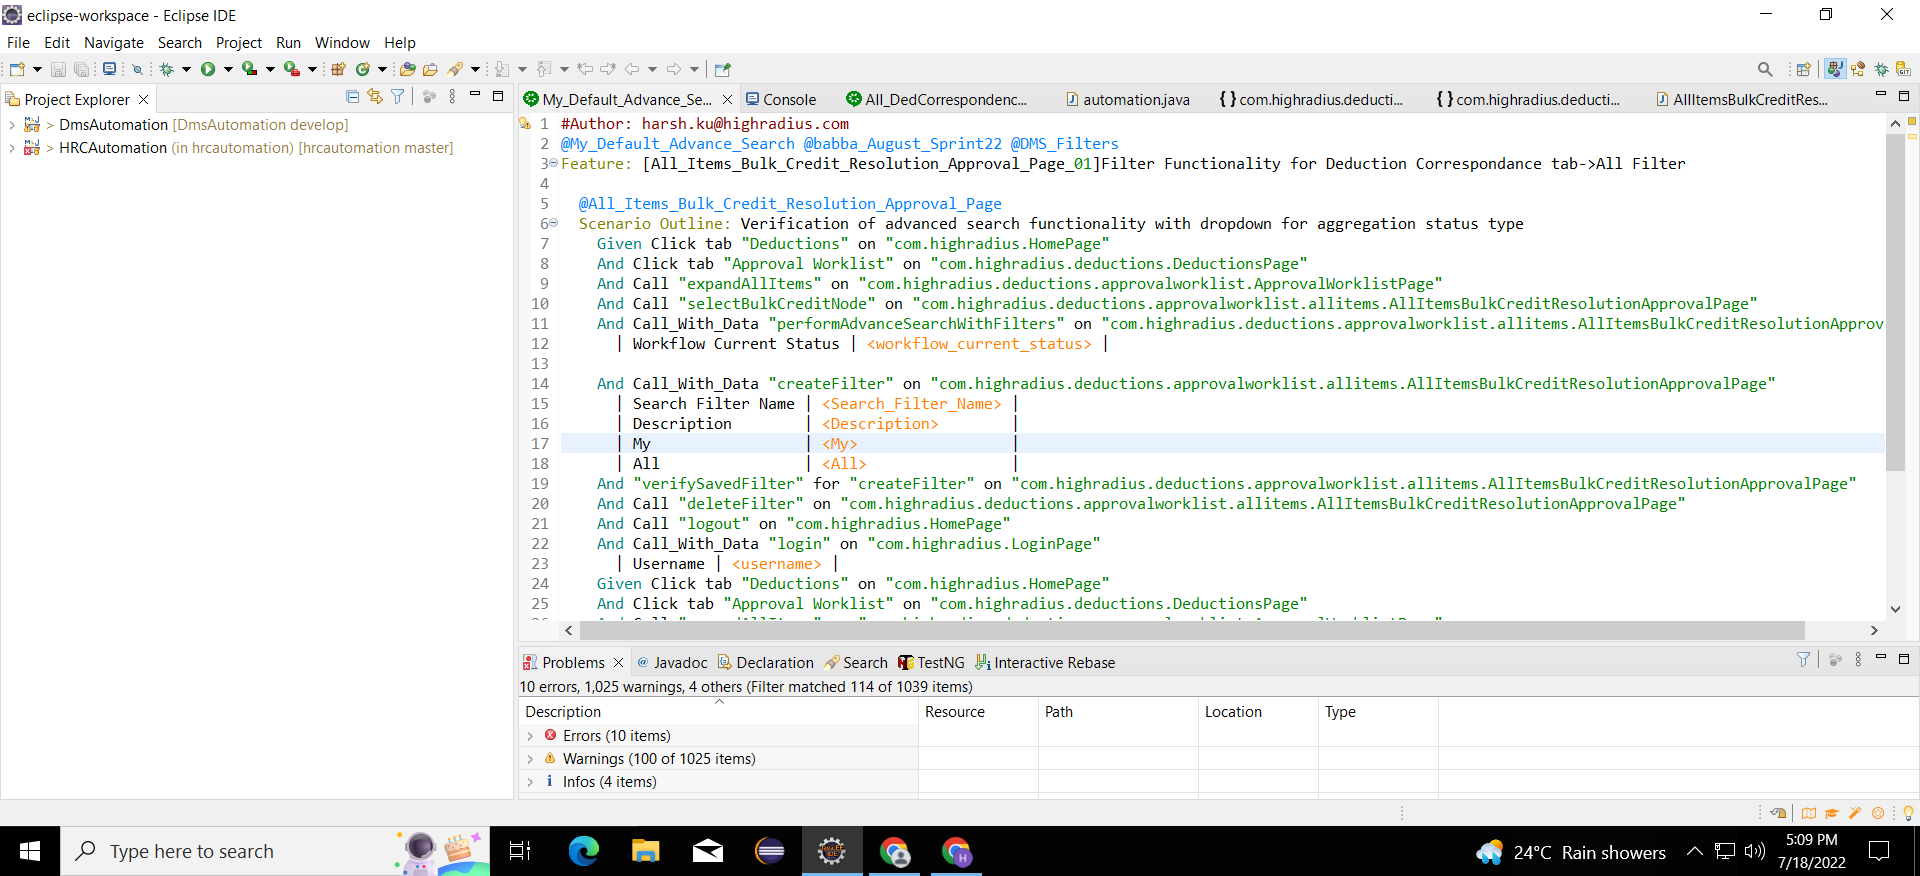 eclipse-workspace - Eclipse IDE
File Edit Navigate Search Project Run Window Help
Project Explorer
> DmsAutomation [DmsAutomation develop]
> HRCAutomation (in hrcautomation) [hrcautomation master]
My_Default_Advance_Se... Console All_DedCorrespondenc... automation.java {} com.highradius.deducti... {} com.highradius.deducti... AllItemsBulkCreditRes...
1 #Author: harsh.ku@highradius.com
2 @My_Default_Advance_Search @babba_August_Sprint22 @DMS_Filters
3 Feature: [All_Items_Bulk_Credit_Resolution_Approval_Page_01]Filter Functionality for Deduction Correspondance tab->All Filter
4
5 @All_Items_Bulk_Credit_Resolution_Approval_Page
6 Scenario Outline: Verification of advanced search functionality with dropdown for aggregation status type
7 Given Click tab "Deductions" on "com.highradius.HomePage"
8 And Click tab "Approval Worklist" on "com.highradius.deductions.DeductionsPage"
9 And Call "expandAllItems" on "com.highradius.deductions.approvalworklist.ApprovalWorklistPage"
10 And Call "selectBulkCreditNode" on "com.highradius.deductions.approvalworklist.allitems.AllItemsBulkCreditResolutionApprovalPage"
11 And Call_With_Data "performAdvanceSearchWithFilters" on "com.highradius.deductions.approvalworklist.allitems.AllItemsBulkCreditResolutionApprov
12 | Workflow Current Status | <workflow_current_status> |
13
14 And Call_With_Data "createFilter" on "com.highradius.deductions.approvalworklist.allitems.AllItemsBulkCreditResolutionApprovalPage"
15 | Search Filter Name | <Search_Filter_Name> |
16 | Description | <Description> |
17 | My | <My> |
18 | All | <All> |
19 And "verifySavedFilter" for "createFilter" on "com.highradius.deductions.approvalworklist.allitems.AllItemsBulkCreditResolutionApprovalPage"
20 And Call "deleteFilter" on "com.highradius.deductions.approvalworklist.allitems.AllItemsBulkCreditResolutionApprovalPage"
21 And Call "logout" on "com.highradius.HomePage"
22 And Call_With_Data "login" on "com.highradius.LoginPage"
23 | Username | <username> |
24 Given Click tab "Deductions" on "com.highradius.HomePage"
25 And Click tab "Approval Worklist" on "com.highradius.deductions.DeductionsPage"
Problems @ Javadoc Declaration Search TestNG Interactive Rebase
10 errors, 1,025 warnings, 4 others (Filter matched 114 of 1039 items)
Description Resource Path Location Type
Errors (10 items)
Warnings (100 of 1025 items)
Infos (4 items)
Type here to search
24°C Rain showers
5:09 PM
7/18/2022